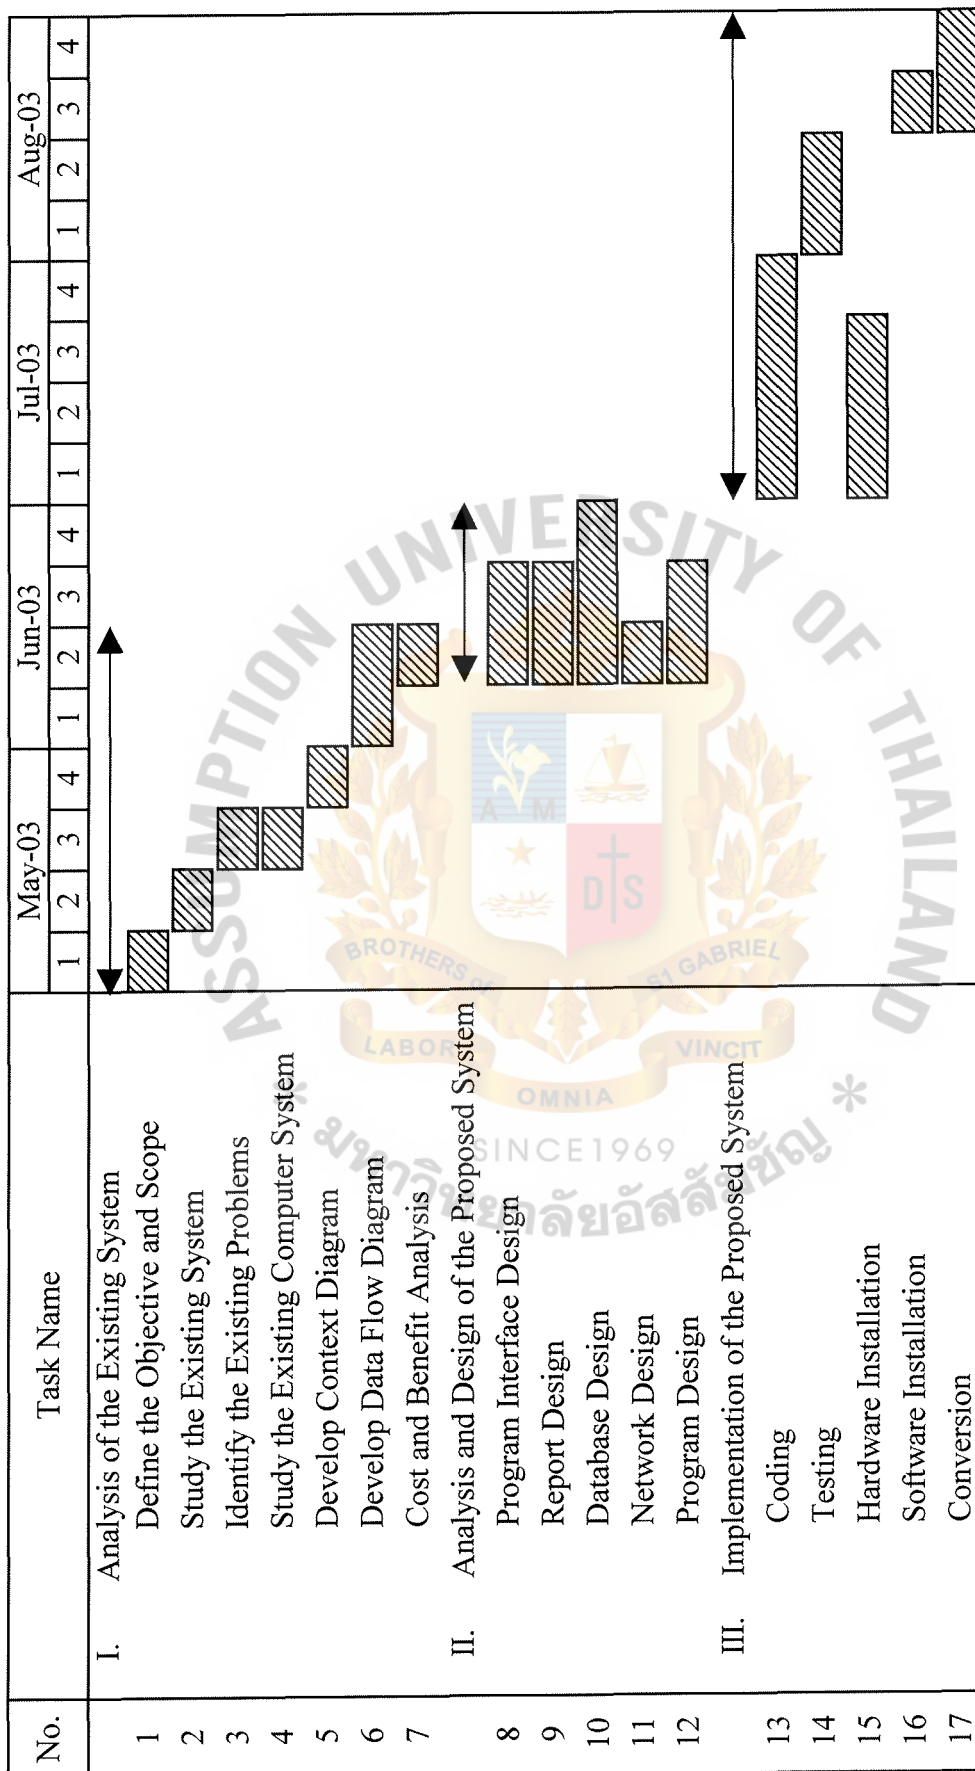 No. Task Name May-03 Jun-03 Jul-03 Aug-03
1 2 3 4 1 2 3 4 1 2 3 4 1 2 3 4
I. Analysis of the Existing System
1 Define the Objective and Scope
2 Study the Existing System
3 Identify the Existing Problems
4 Study the Existing Computer System
5 Develop Context Diagram
6 Develop Data Flow Diagram
7 Cost and Benefit Analysis
II. Analysis and Design of the Proposed System
8 Program Interface Design
9 Report Design
10 Database Design
11 Network Design
12 Program Design
III. Implementation of the Proposed System
13 Coding
14 Testing
15 Hardware Installation
16 Software Installation
17 Conversion
ASSUMPTION UNIVERSITY OF THAILAND
A M
D S
BROTHERS OF ST GABRIEL
LABOR OMNIA VINCIT
SINCE1969
มหาวิทยาลัยอัสสัมชัญ